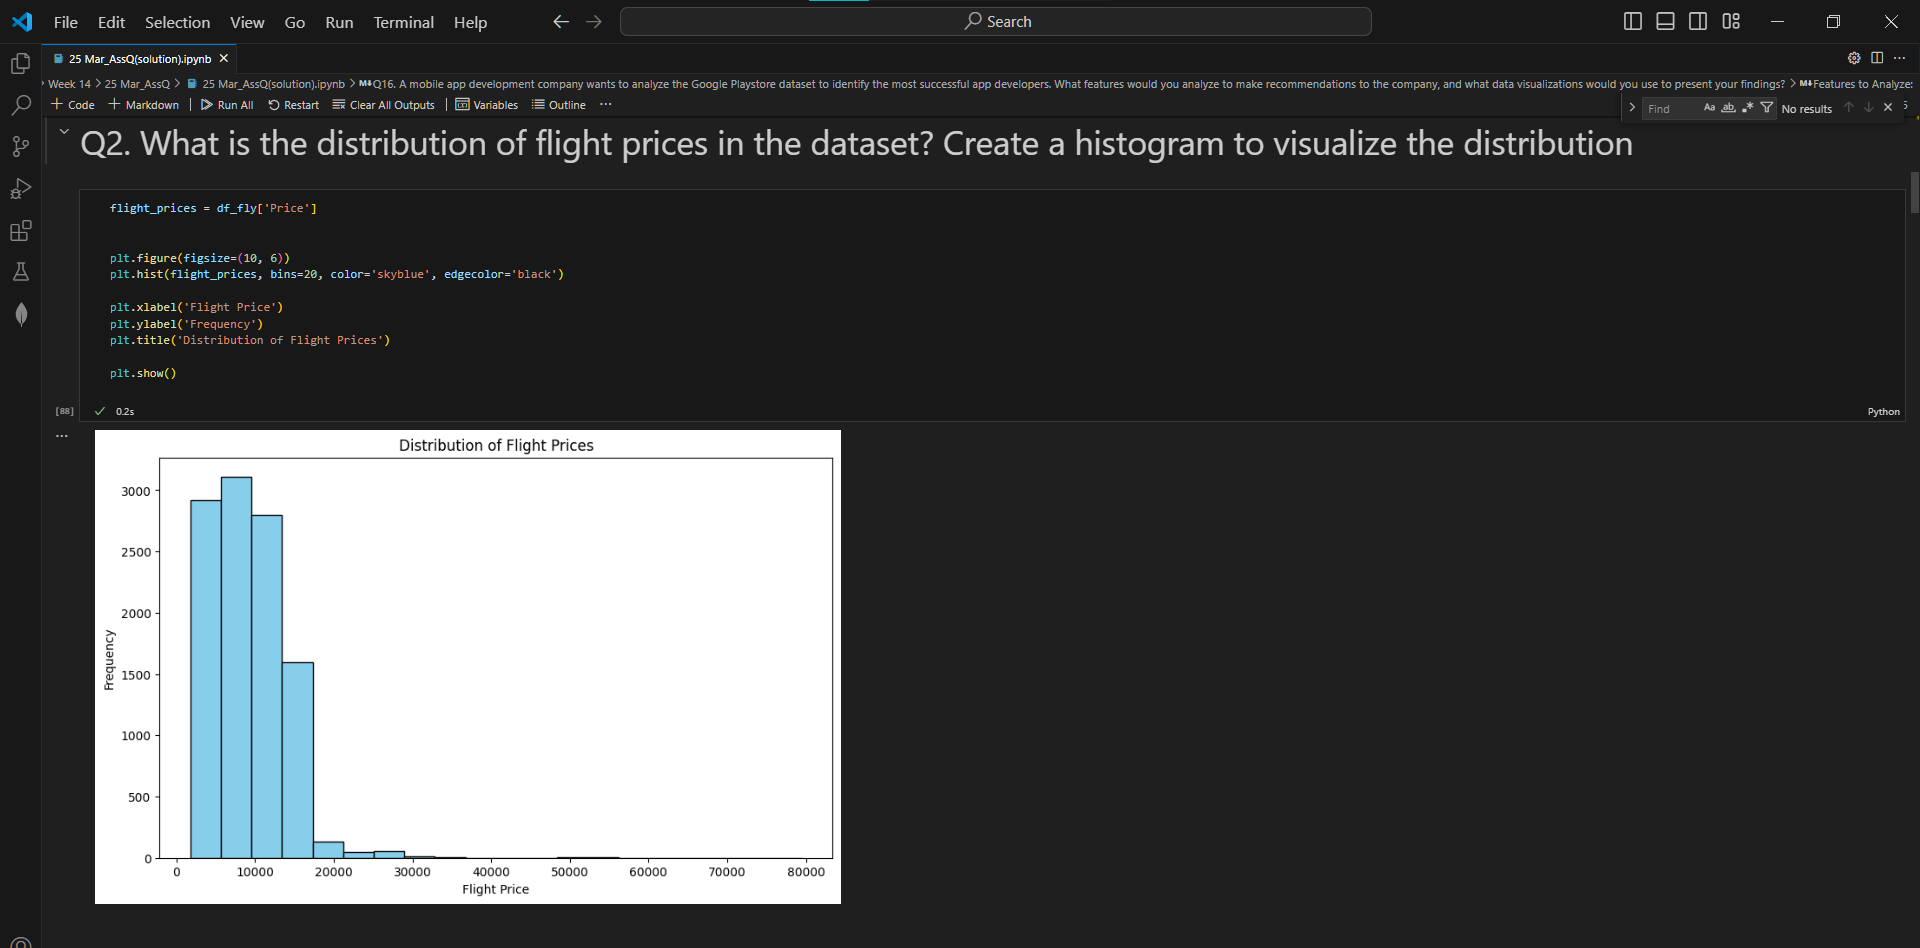 File Edit Selection View Go Run Terminal Help
Search
25 Mar_AssQ(solution).ipynb
Week 14 > 25 Mar_AssQ > 25 Mar_AssQ(solution).ipynb > M↓Q16. A mobile app development company wants to analyze the Google Playstore dataset to identify the most successful app developers. What features would you analyze to make recommendations to the company, and what data visualizations would you use to present your findings? > M↓Features to Analyze:
+ Code + Markdown | Run All Restart Clear All Outputs | Variables Outline ...
Find Aa ab .* No results
Q2. What is the distribution of flight prices in the dataset? Create a histogram to visualize the distribution
flight_prices = df_fly['Price']
plt.figure(figsize=(10, 6))
plt.hist(flight_prices, bins=20, color='skyblue', edgecolor='black')
plt.xlabel('Flight Price')
plt.ylabel('Frequency')
plt.title('Distribution of Flight Prices')
plt.show()
[88] 0.2s
Python
...
Distribution of Flight Prices
3000
2500
2000
1500
1000
500
0
Frequency
0 10000 20000 30000 40000 50000 60000 70000 80000
Flight Price